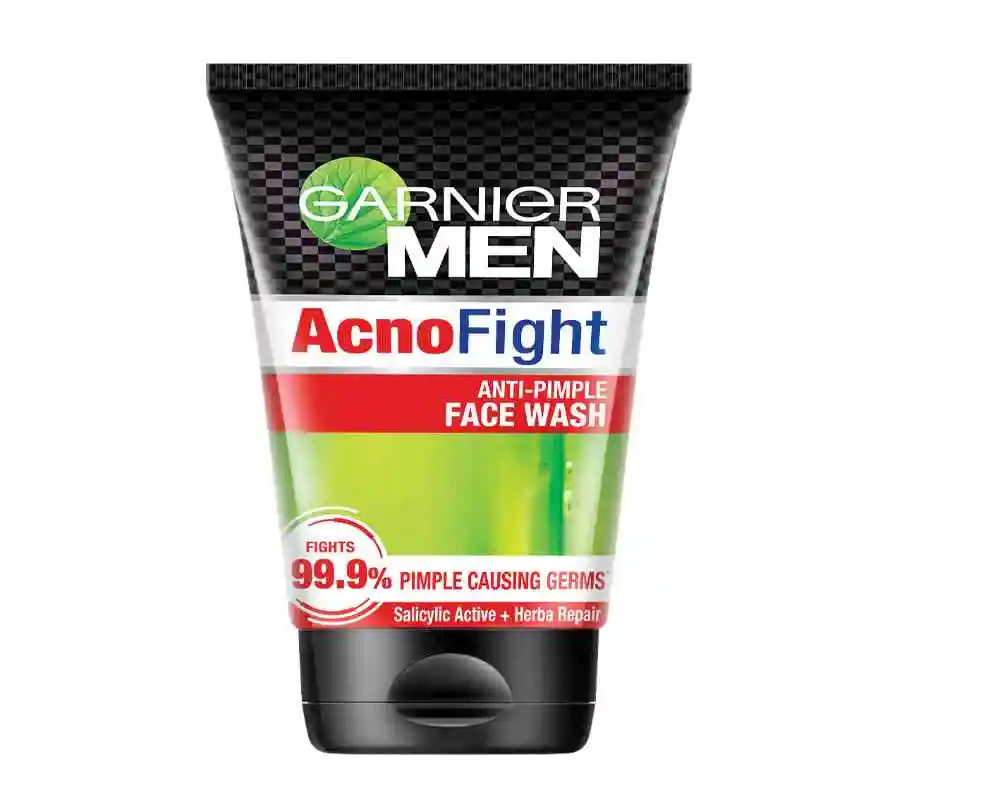 GARNIER
MEN
AcnoFight
ANTI-PIMPLE
FACE WASH
FIGHTS
99.9% PIMPLE CAUSING GERMS
Salicylic Active + Herba Repair